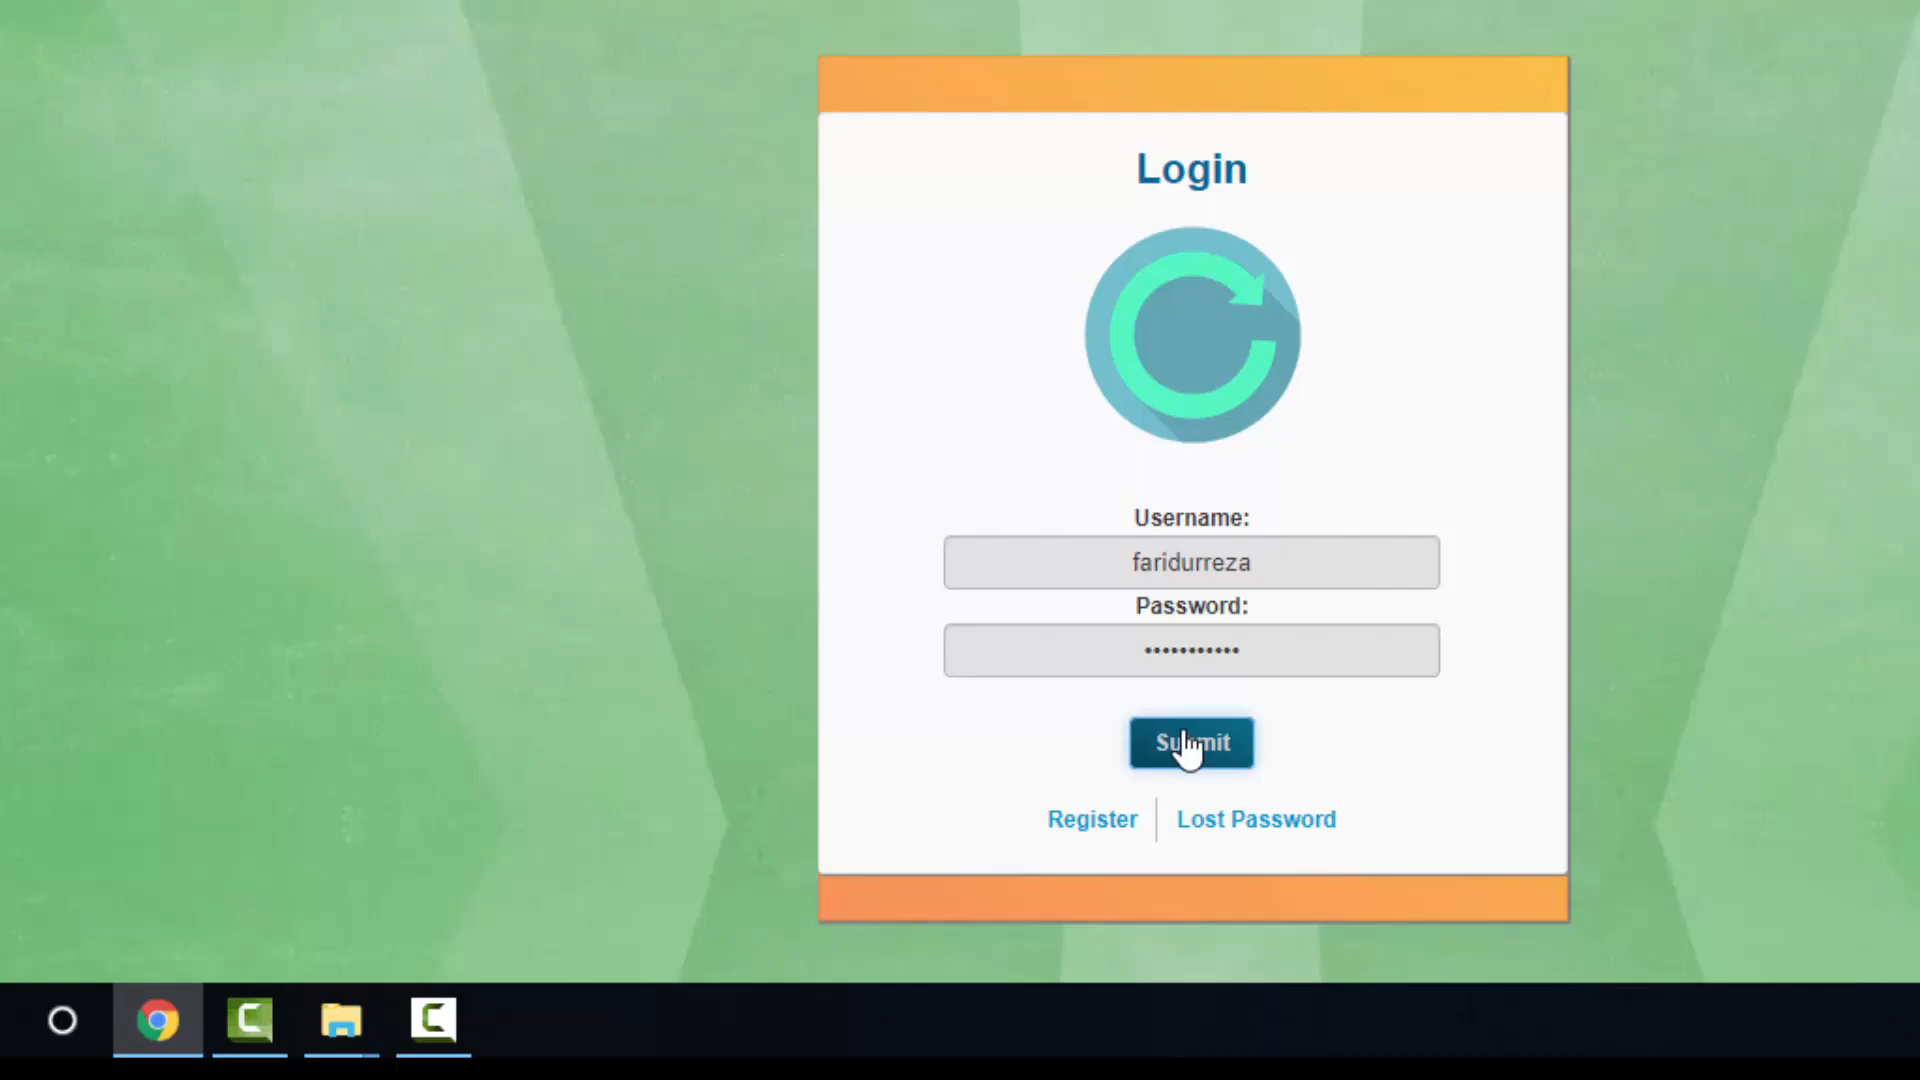 Login
Username:
faridurreza
Password:
•••••••••••
Submit
Register
Lost Password